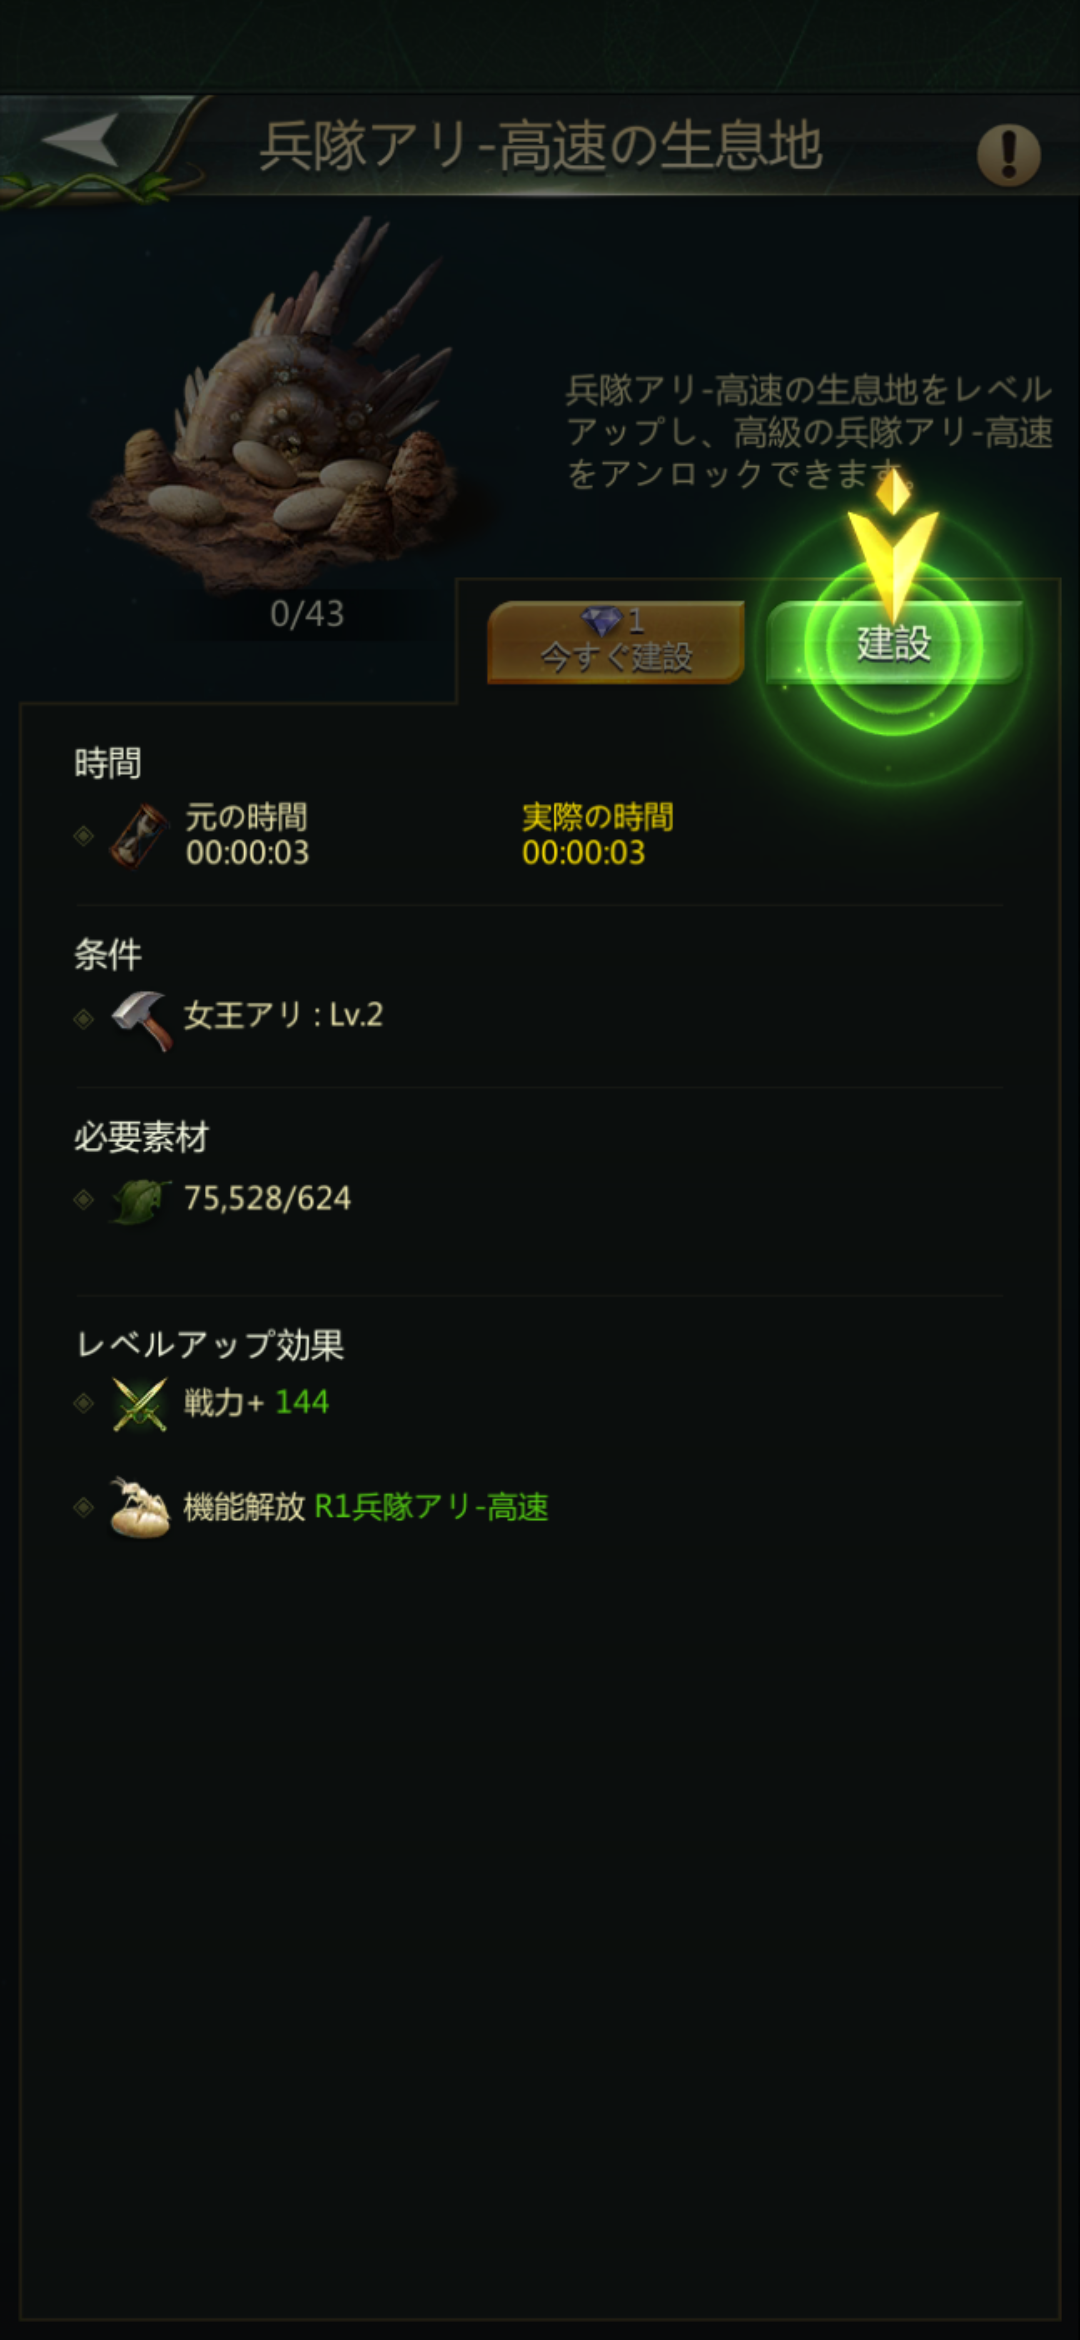 兵隊アリ-高速の生息地
兵隊アリ-高速の生息地をレベル
アップし、高級の兵隊アリ-高速
をアンロックできます。
0/43
1
今すぐ建設
建設
時間
元の時間
00:00:03
実際の時間
00:00:03
条件
女王アリ : Lv.2
必要素材
75,528/624
レベルアップ効果
戦力+ 144
機能解放 R1兵隊アリ-高速